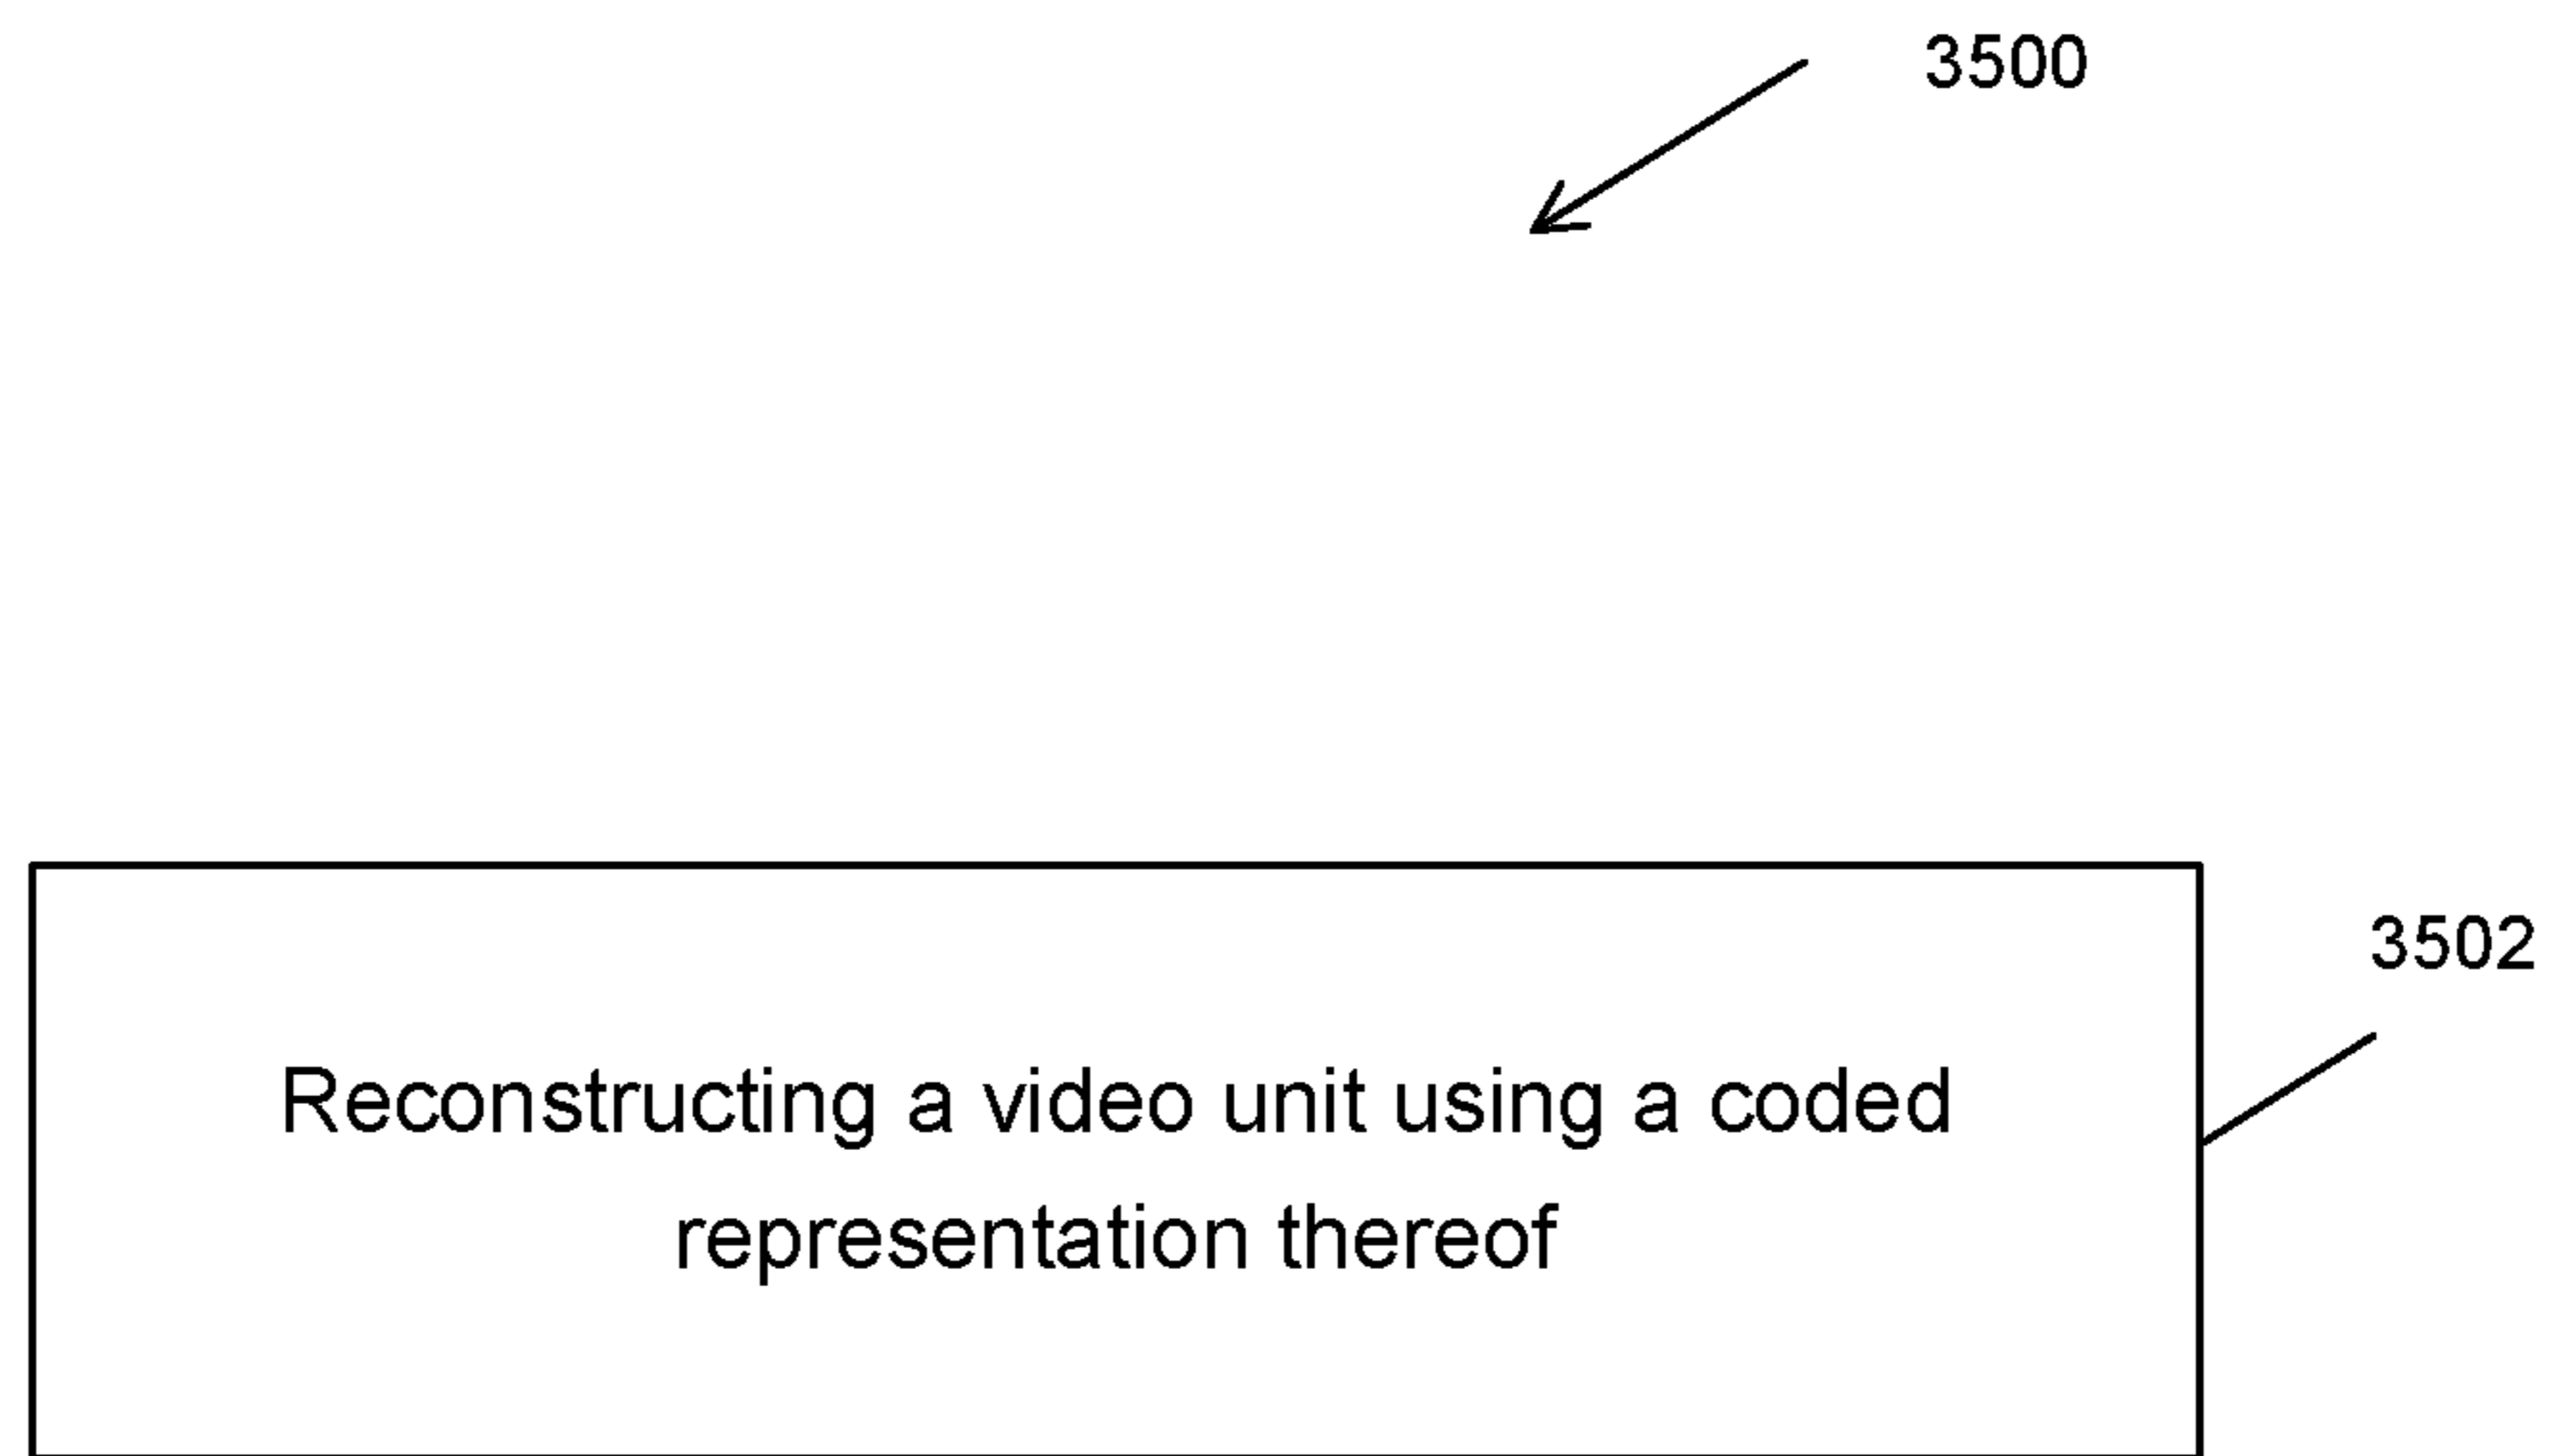 3500
3502
Reconstructing a video unit using a coded
representation thereof